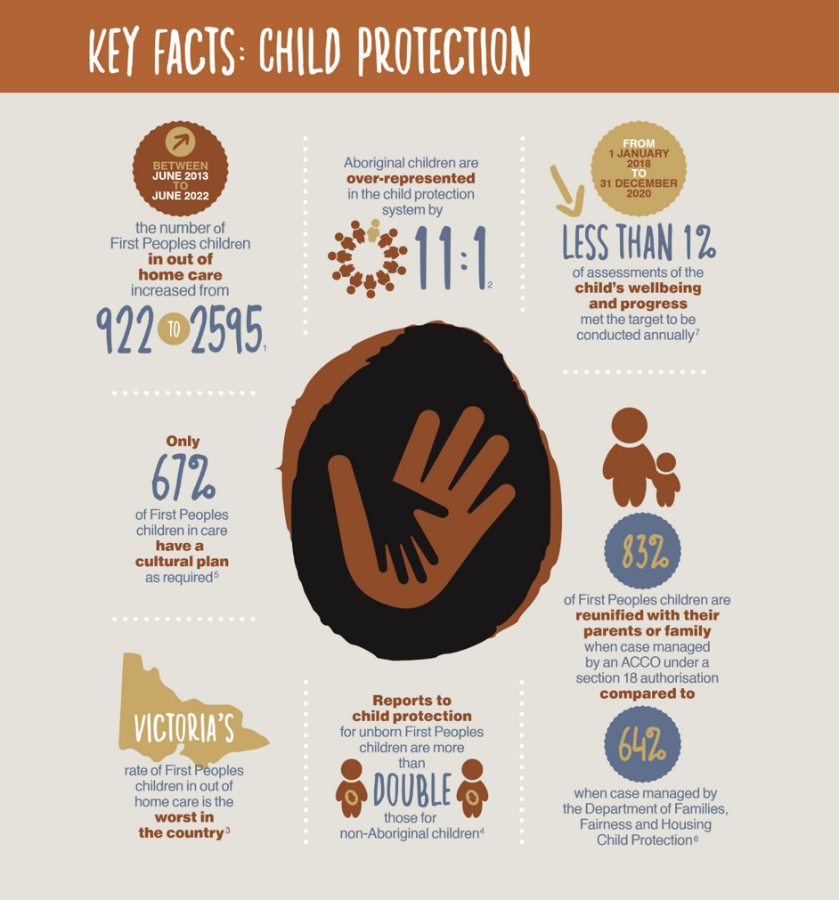 KEY FACTS: CHILD PROTECTION
BETWEEN
JUNE 2013
TO
JUNE 2022
the number of
First Peoples children
in out of
home care
increased from
922 TO 2595 1
Only
67%
of First Peoples
children in care
have a
cultural plan
as required 5
VICTORIA'S
rate of First Peoples
children in out of
home care is the
worst in
the country 3
Aboriginal children are
over-represented
in the child protection
system by
11:1 2
Reports to
child protection
for unborn First Peoples
children are more
than
DOUBLE
those for
non-Aboriginal children 4
FROM
1 JANUARY
2018
TO
31 DECEMBER
2020
LESS THAN 1%
of assessments of the
child's wellbeing
and progress
met the target to be
conducted annually 7
83%
of First Peoples children are
reunified with their
parents or family
when case managed
by an ACCO under a
section 18 authorisation
compared to
64%
when case managed by
the Department of Families,
Fairness and Housing
Child Protection 6